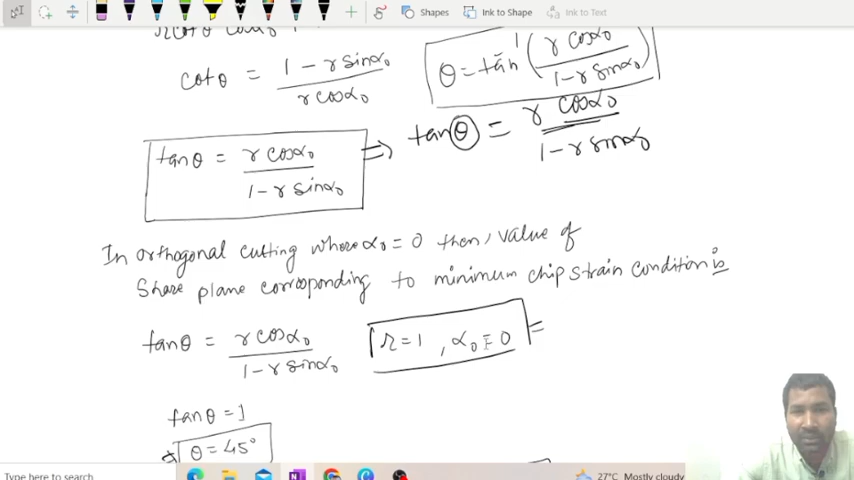 Shapes Ink to Shape Ink to Text
cotθ = 1 - r sinα₀ / r cosα₀
θ = tan⁻¹ ( r cosα₀ / 1 - r sinα₀ )
tanθ = r cosα₀ / 1 - r sinα₀ ⇒ tanθ = r cosα₀ / 1 - r sinα₀
In orthogonal cutting where α₀ = 0 then, value of
Share plane corrosponding to minimum chip strain condition is
tanθ = r cosα₀ / 1 - r sinα₀ r=1 , α₀ = 0 =
tanθ = 1
θ = 45°
Type here to search 27°C Mostly cloudy